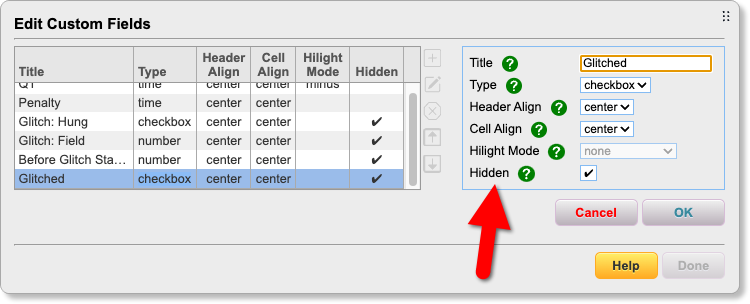 Edit Custom Fields
Title Type Header Align Cell Align Hilight Mode Hidden
QT time center center minus
Penalty time center center
Glitch: Hung checkbox center center ✔
Glitch: Field number center center ✔
Before Glitch Sta... number center center ✔
Glitched checkbox center center ✔
Title ? Glitched
Type ? checkbox
Header Align ? center
Cell Align ? center
Hilight Mode ? none
Hidden ? ✔
Cancel OK
Help Done